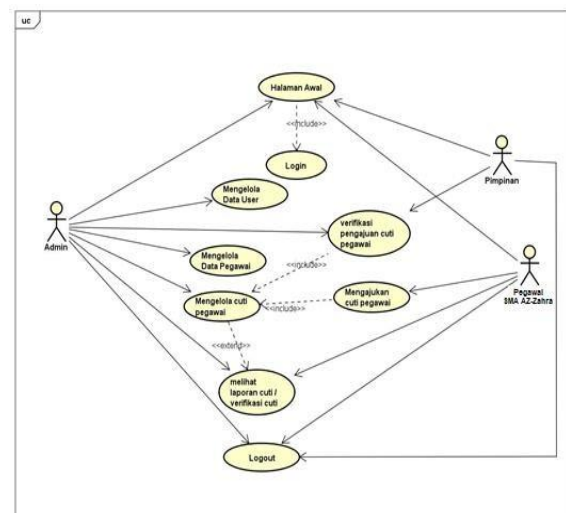 uc
Halaman Awal
<<include>>
Login
Mengelola
Data User
Pimpinan
Admin
verifikasi
pengajuan cuti
pegawai
Mengelola
Data Pegawai
<<include>>
Mengelola cuti
pegawai
Mengajukan
cuti pegawai
<<include>>
Pegawai
SMA AZ-Zahra
<<extend>>
melihat
laporan cuti /
verifikasi cuti
Logout